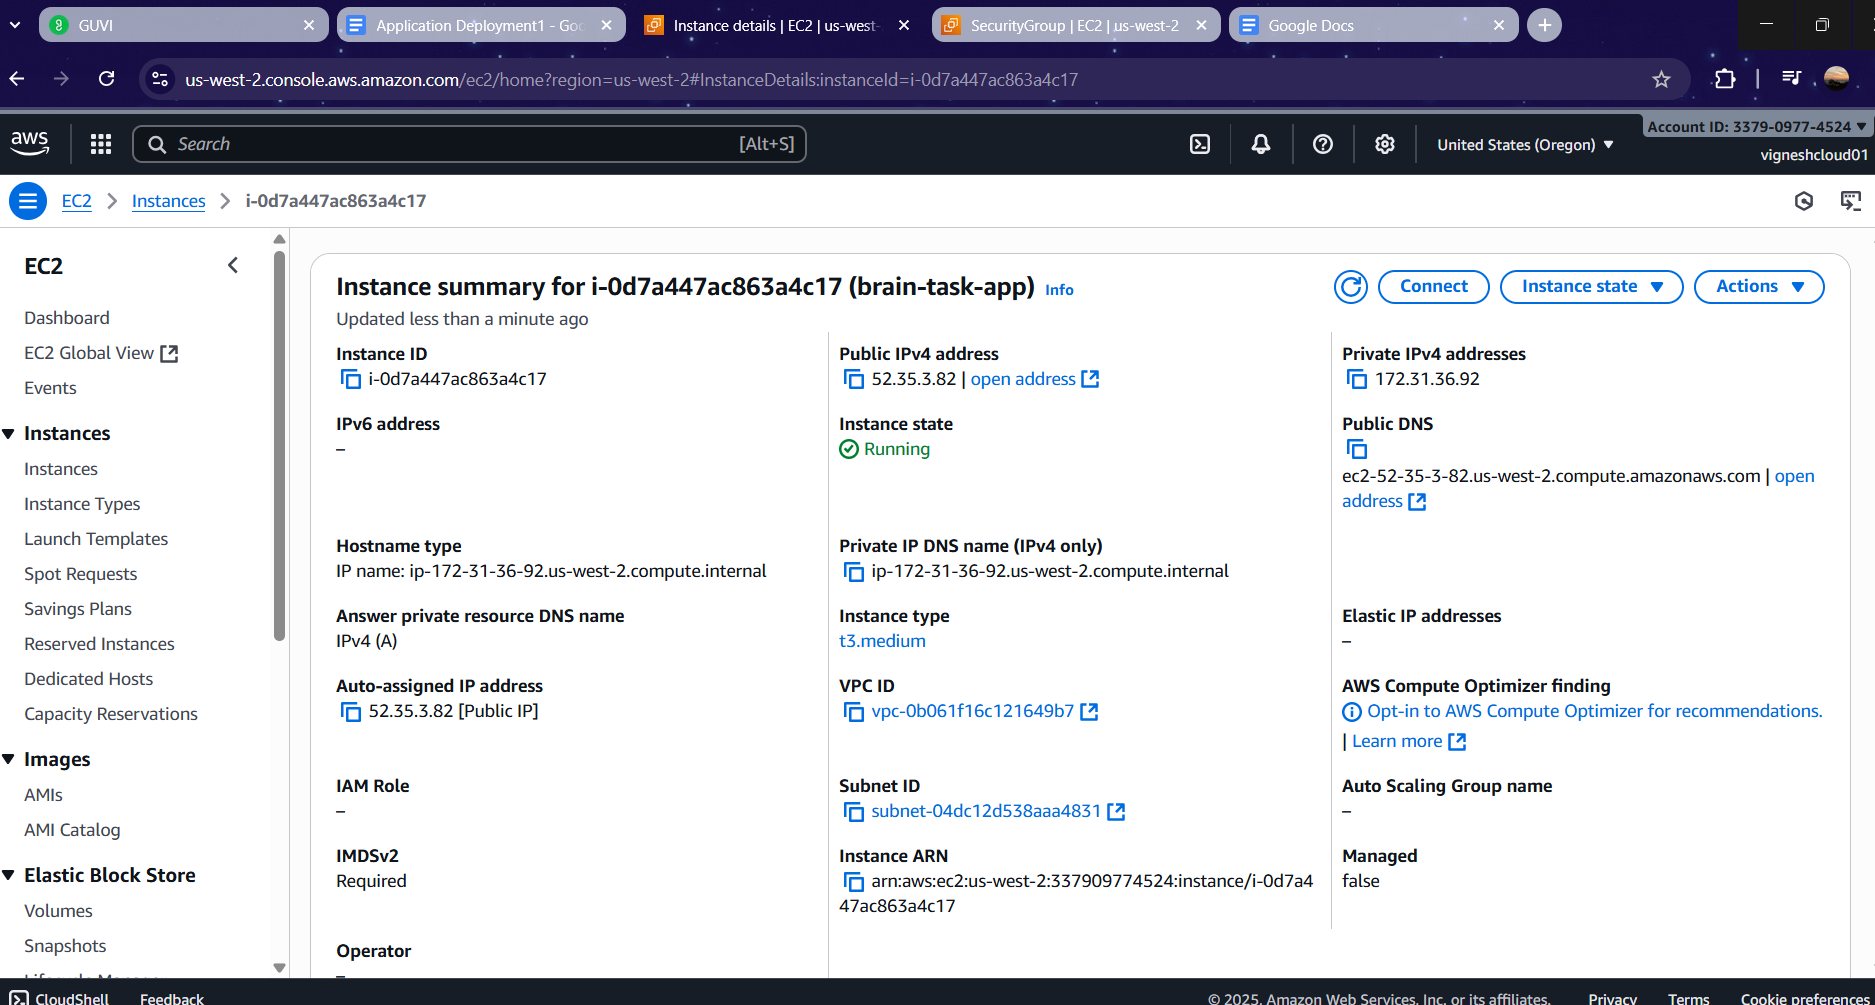 GUVI
Application Deployment1 - Goo
Instance details | EC2 | us-west-
SecurityGroup | EC2 | us-west-2
Google Docs
us-west-2.console.aws.amazon.com/ec2/home?region=us-west-2#InstanceDetails:instanceId=i-0d7a447ac863a4c17
aws
Search
[Alt+S]
United States (Oregon)
Account ID: 3379-0977-4524
vigneshcloud01
EC2
Instances
i-0d7a447ac863a4c17
EC2
Dashboard
EC2 Global View
Events
Instances
Instances
Instance Types
Launch Templates
Spot Requests
Savings Plans
Reserved Instances
Dedicated Hosts
Capacity Reservations
Images
AMIs
AMI Catalog
Elastic Block Store
Volumes
Snapshots
Instance summary for i-0d7a447ac863a4c17 (brain-task-app) Info
Updated less than a minute ago
Connect
Instance state
Actions
Instance ID
i-0d7a447ac863a4c17
Public IPv4 address
52.35.3.82 | open address
Private IPv4 addresses
172.31.36.92
IPv6 address
–
Instance state
Running
Public DNS
ec2-52-35-3-82.us-west-2.compute.amazonaws.com | open
address
Hostname type
IP name: ip-172-31-36-92.us-west-2.compute.internal
Private IP DNS name (IPv4 only)
ip-172-31-36-92.us-west-2.compute.internal
Answer private resource DNS name
IPv4 (A)
Instance type
t3.medium
Elastic IP addresses
–
Auto-assigned IP address
52.35.3.82 [Public IP]
VPC ID
vpc-0b061f16c121649b7
AWS Compute Optimizer finding
Opt-in to AWS Compute Optimizer for recommendations.
| Learn more
IAM Role
–
Subnet ID
subnet-04dc12d538aaa4831
Auto Scaling Group name
–
IMDSv2
Required
Instance ARN
arn:aws:ec2:us-west-2:337909774524:instance/i-0d7a4
47ac863a4c17
Managed
false
Operator
–
CloudShell
Feedback
© 2025, Amazon Web Services, Inc. or its affiliates.
Privacy
Terms
Cookie preferences